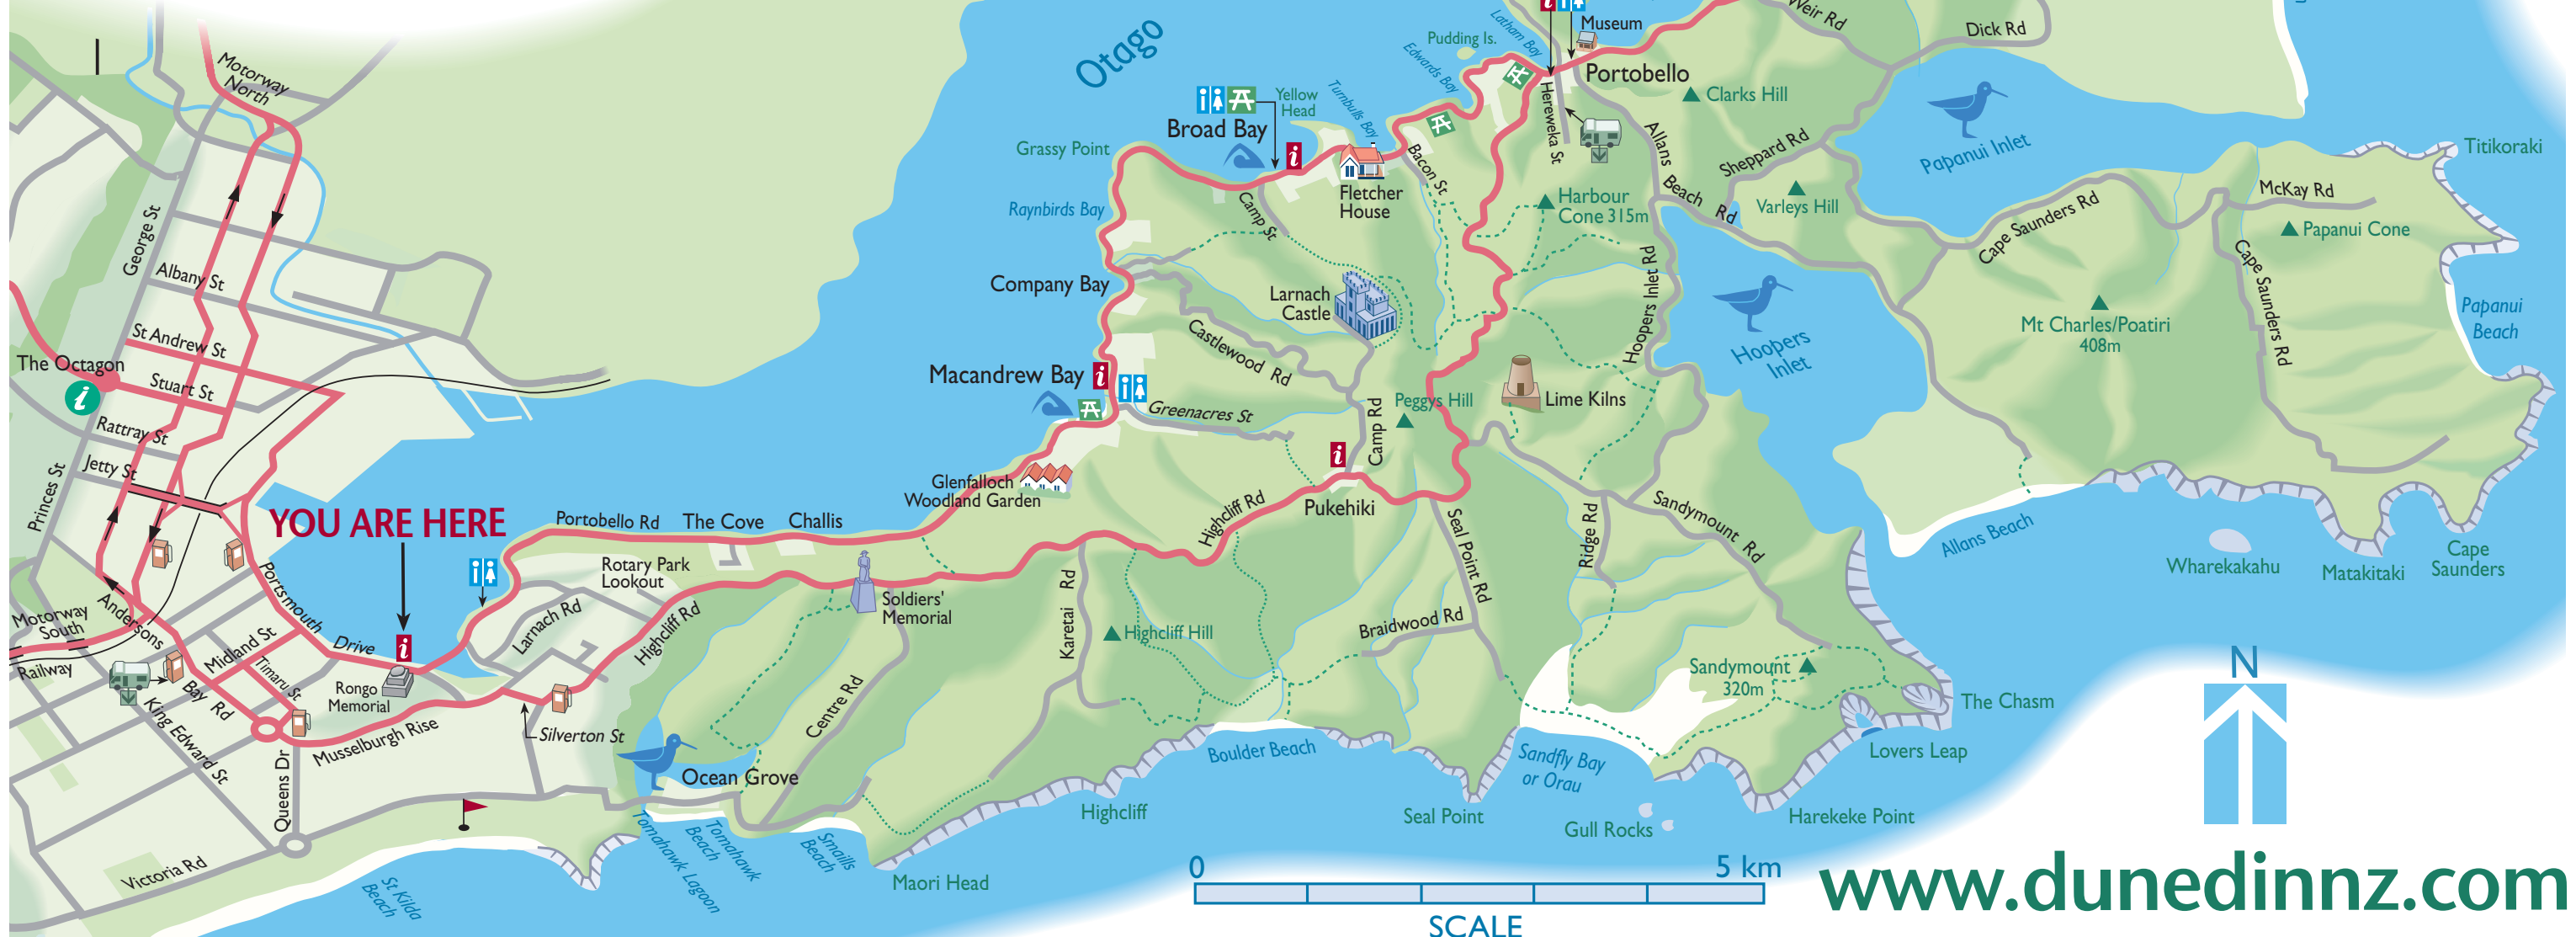 Otago
Motorway
North
George St
Albany St
St Andrew St
The Octagon
Stuart St
i
Rattray St
Jetty St
Princes St
YOU ARE HERE
i
Portsmouth
Drive
Motorway
South
Railway
Andersons
Bay Rd
Midland St
Timaru St
King Edward St
Rongo
Memorial
Musselburgh Rise
Queens Dr
Victoria Rd
Silverton St
St Kilda
Beach
Portobello Rd
The Cove
Challis
Rotary Park
Lookout
Larnach Rd
Highcliff Rd
Soldiers'
Memorial
Centre Rd
Ocean Grove
Tomahawk Lagoon
Tomahawk
Beach
Smaills
Beach
Maori Head
Karetai Rd
Highcliff Hill
Highcliff
Boulder Beach
Highcliff Rd
Glenfalloch
Woodland Garden
Macandrew Bay
i
Greenacres St
Company Bay
Raynbirds Bay
Grassy Point
Broad Bay
i
Yellow
Head
Turnbulls Bay
Edwards Bay
Pudding Is.
Latham Bay
i
Museum
Portobello
Weir Rd
Dick Rd
Clarks Hill
Hereweka St
Allans
Beach Rd
Sheppard Rd
Varleys Hill
Papanui Inlet
Fletcher
House
Bacon St
Camp St
Harbour
Cone 315m
Larnach
Castle
Castlewood Rd
Camp Rd
Peggys Hill
i
Pukehiki
Lime Kilns
Hoopers Inlet Rd
Hoopers
Inlet
Cape Saunders Rd
McKay Rd
Papanui Cone
Titikoraki
Cape Saunders Rd
Mt Charles/Poatiri
408m
Papanui
Beach
Seal Point Rd
Ridge Rd
Sandymount Rd
Braidwood Rd
Sandymount
320m
Allans Beach
Wharekakahu
Matakitaki
Cape
Saunders
The Chasm
Lovers Leap
Harekeke Point
Gull Rocks
Sandfly Bay
or Orau
Seal Point
N
0
5 km
SCALE
www.dunedinnz.com